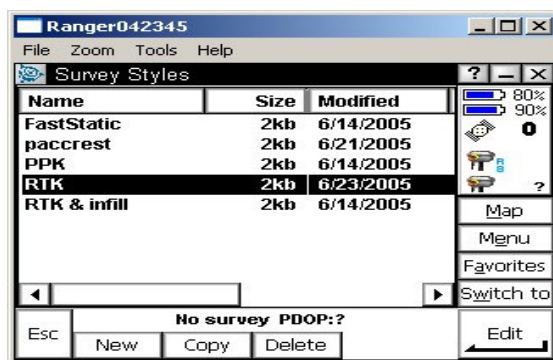 Ranger042345
File Zoom Tools Help
Survey Styles ? — X
Name Size Modified
FastStatic 2kb 6/14/2005
paccrest 2kb 6/21/2005
PPK 2kb 6/14/2005
RTK 2kb 6/23/2005
RTK & infill 2kb 6/14/2005
80%
90%
0
R
8
?
Map
Menu
Favorites
Switch to
No survey PDOP:?
Esc New Copy Delete Edit